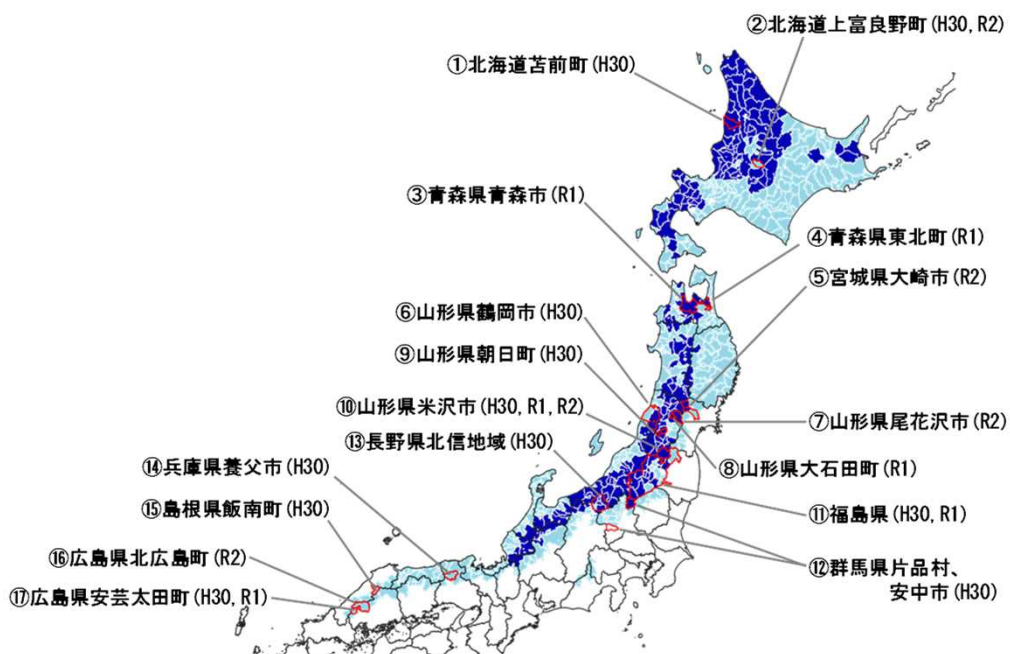 ①北海道苫前町(H30)
②北海道上富良野町(H30, R2)
③青森県青森市(R1)
④青森県東北町(R1)
⑤宮城県大崎市(R2)
⑥山形県鶴岡市(H30)
⑦山形県尾花沢市(R2)
⑧山形県大石田町(R1)
⑨山形県朝日町(H30)
⑩山形県米沢市(H30, R1, R2)
⑪福島県(H30, R1)
⑫群馬県片品村、
安中市(H30)
⑬長野県北信地域(H30)
⑭兵庫県養父市(H30)
⑮島根県飯南町(H30)
⑯広島県北広島町(R2)
⑰広島県安芸太田町(H30, R1)